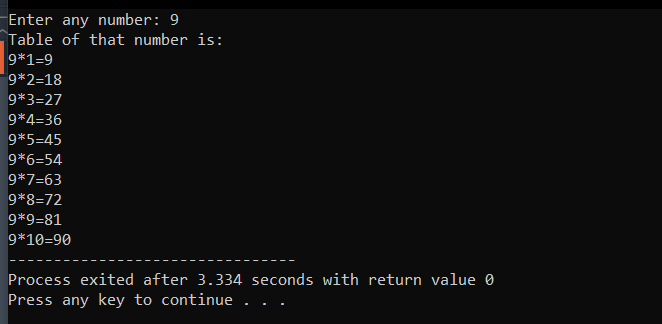 Enter any number: 9
Table of that number is:
9*1=9
9*2=18
9*3=27
9*4=36
9*5=45
9*6=54
9*7=63
9*8=72
9*9=81
9*10=90
--------------------------------
Process exited after 3.334 seconds with return value 0
Press any key to continue . . .